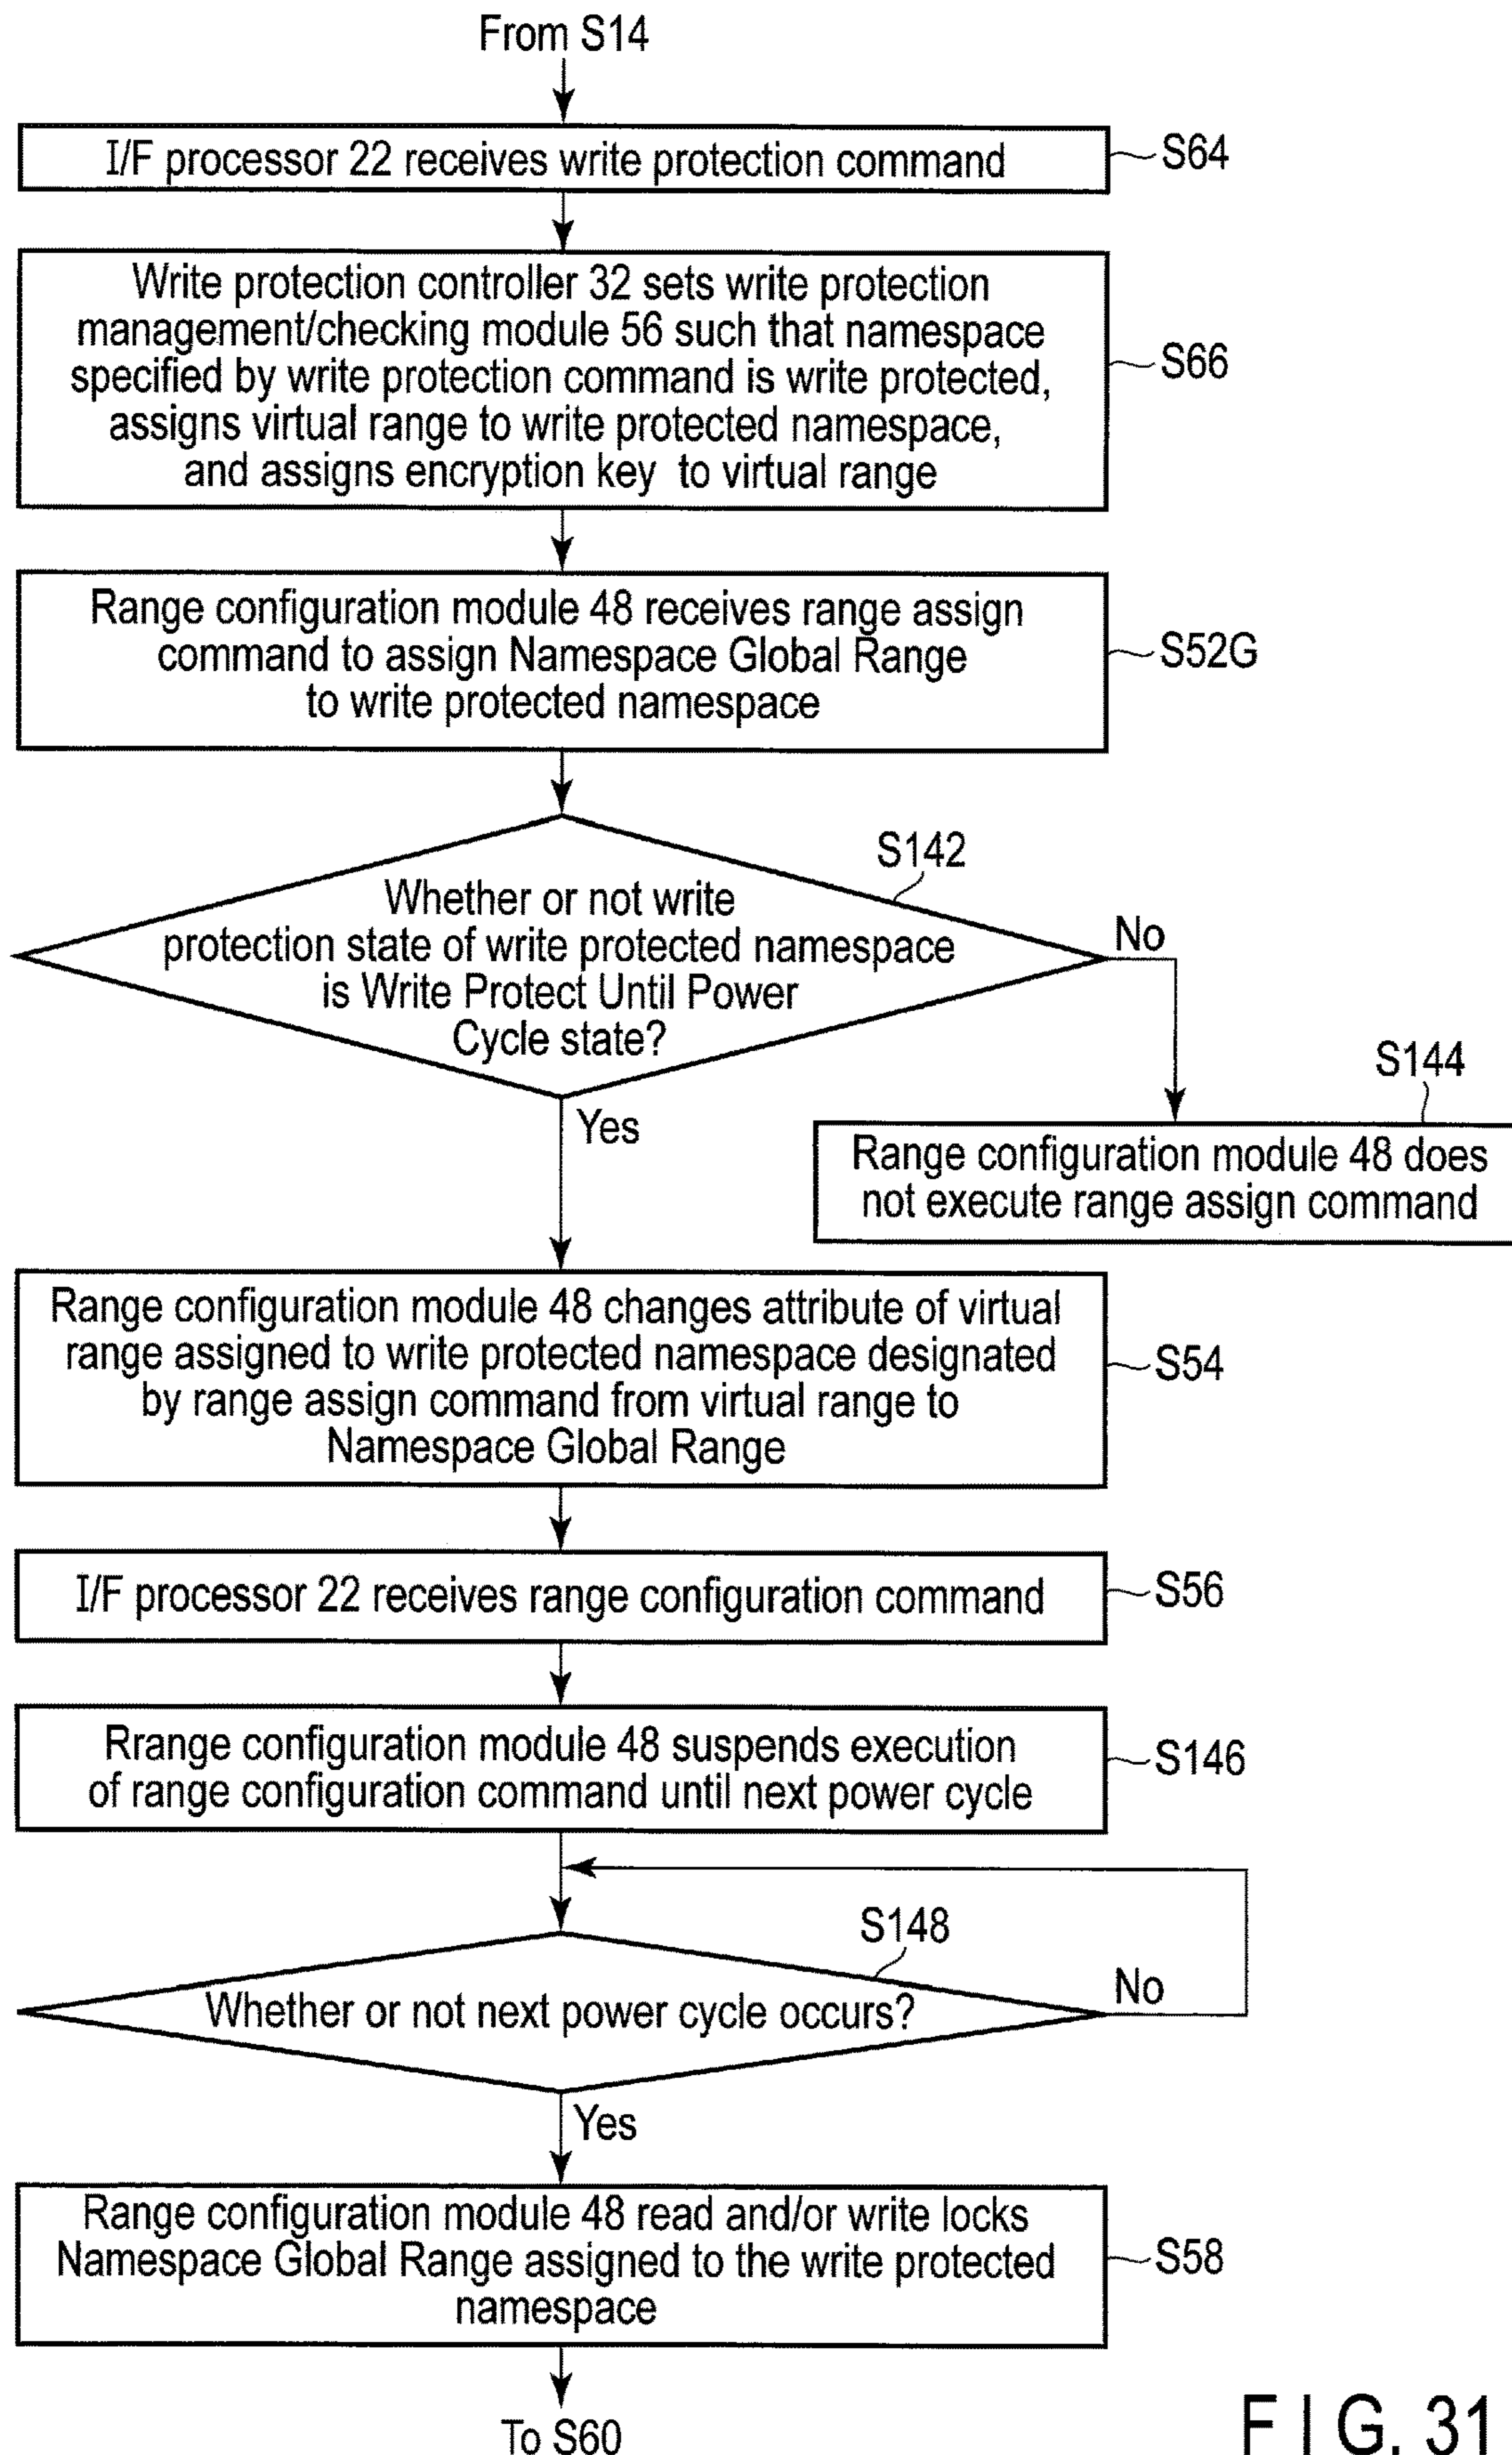 From S14
I/F processor 22 receives write protection command
S64
Write protection controller 32 sets write protection
management/checking module 56 such that namespace
specified by write protection command is write protected,
assigns virtual range to write protected namespace,
and assigns encryption key to virtual range
S66
Range configuration module 48 receives range assign
command to assign Namespace Global Range
to write protected namespace
S52G
S142
Whether or not write
protection state of write protected namespace
is Write Protect Until Power
Cycle state?
No
Yes
S144
Range configuration module 48 does
not execute range assign command
Range configuration module 48 changes attribute of virtual
range assigned to write protected namespace designated
by range assign command from virtual range to
Namespace Global Range
S54
I/F processor 22 receives range configuration command
S56
Rrange configuration module 48 suspends execution
of range configuration command until next power cycle
S146
S148
Whether or not next power cycle occurs?
No
Yes
Range configuration module 48 read and/or write locks
Namespace Global Range assigned to the write protected
namespace
S58
To S60
FIG. 31